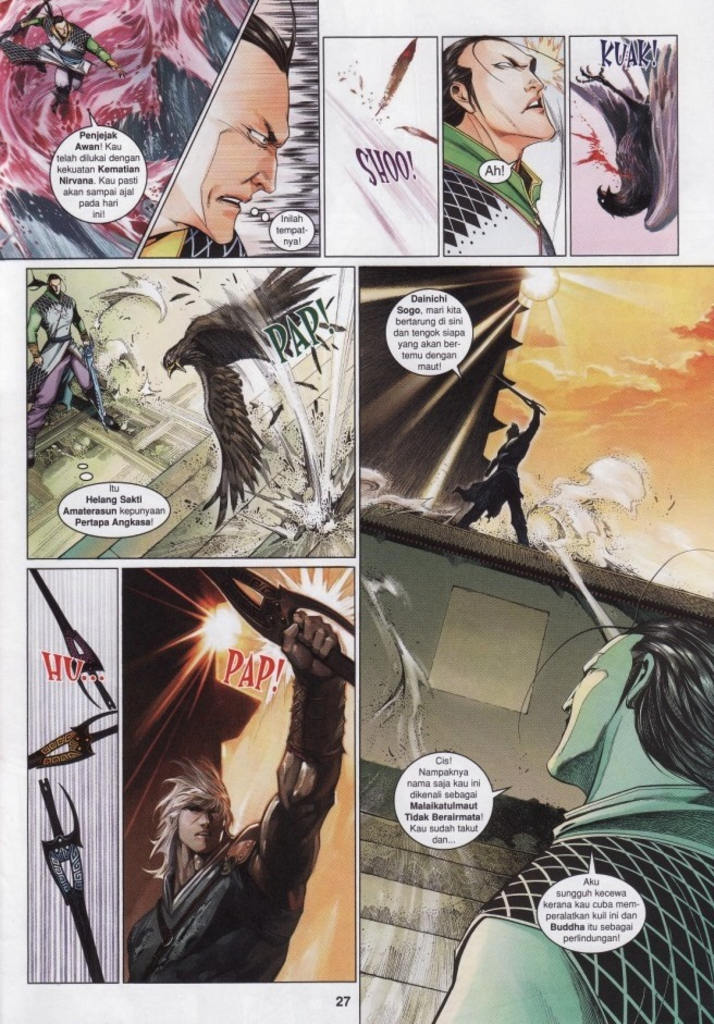 Penjejak
Awan! Kau
telah dilukai dengan
kekuatan Kematian
Nirvana. Kau pasti
akan sampai ajal
pada hari
ini!
Inilah
tempat-
nya!
SHOO!
Ah!
KUAK!
PAP!
Itu
Helang Sakti
Amaterasun kepunyaan
Pertapa Angkasa!
Dainichi
Sogo, mari kita
bertarung di sini
dan tengok siapa
yang akan ber-
temu dengan
maut!
HU...
PAP!
Cis!
Nampaknya
nama saja kau ini
dikenali sebagai
Malaikatulmaut
Tidak Berairmata!
Kau sudah takut
dan...
Aku
sungguh kecewa
kerana kau cuba mem-
peralatkan kuil ini dan
Buddha itu sebagai
perlindungan!
27